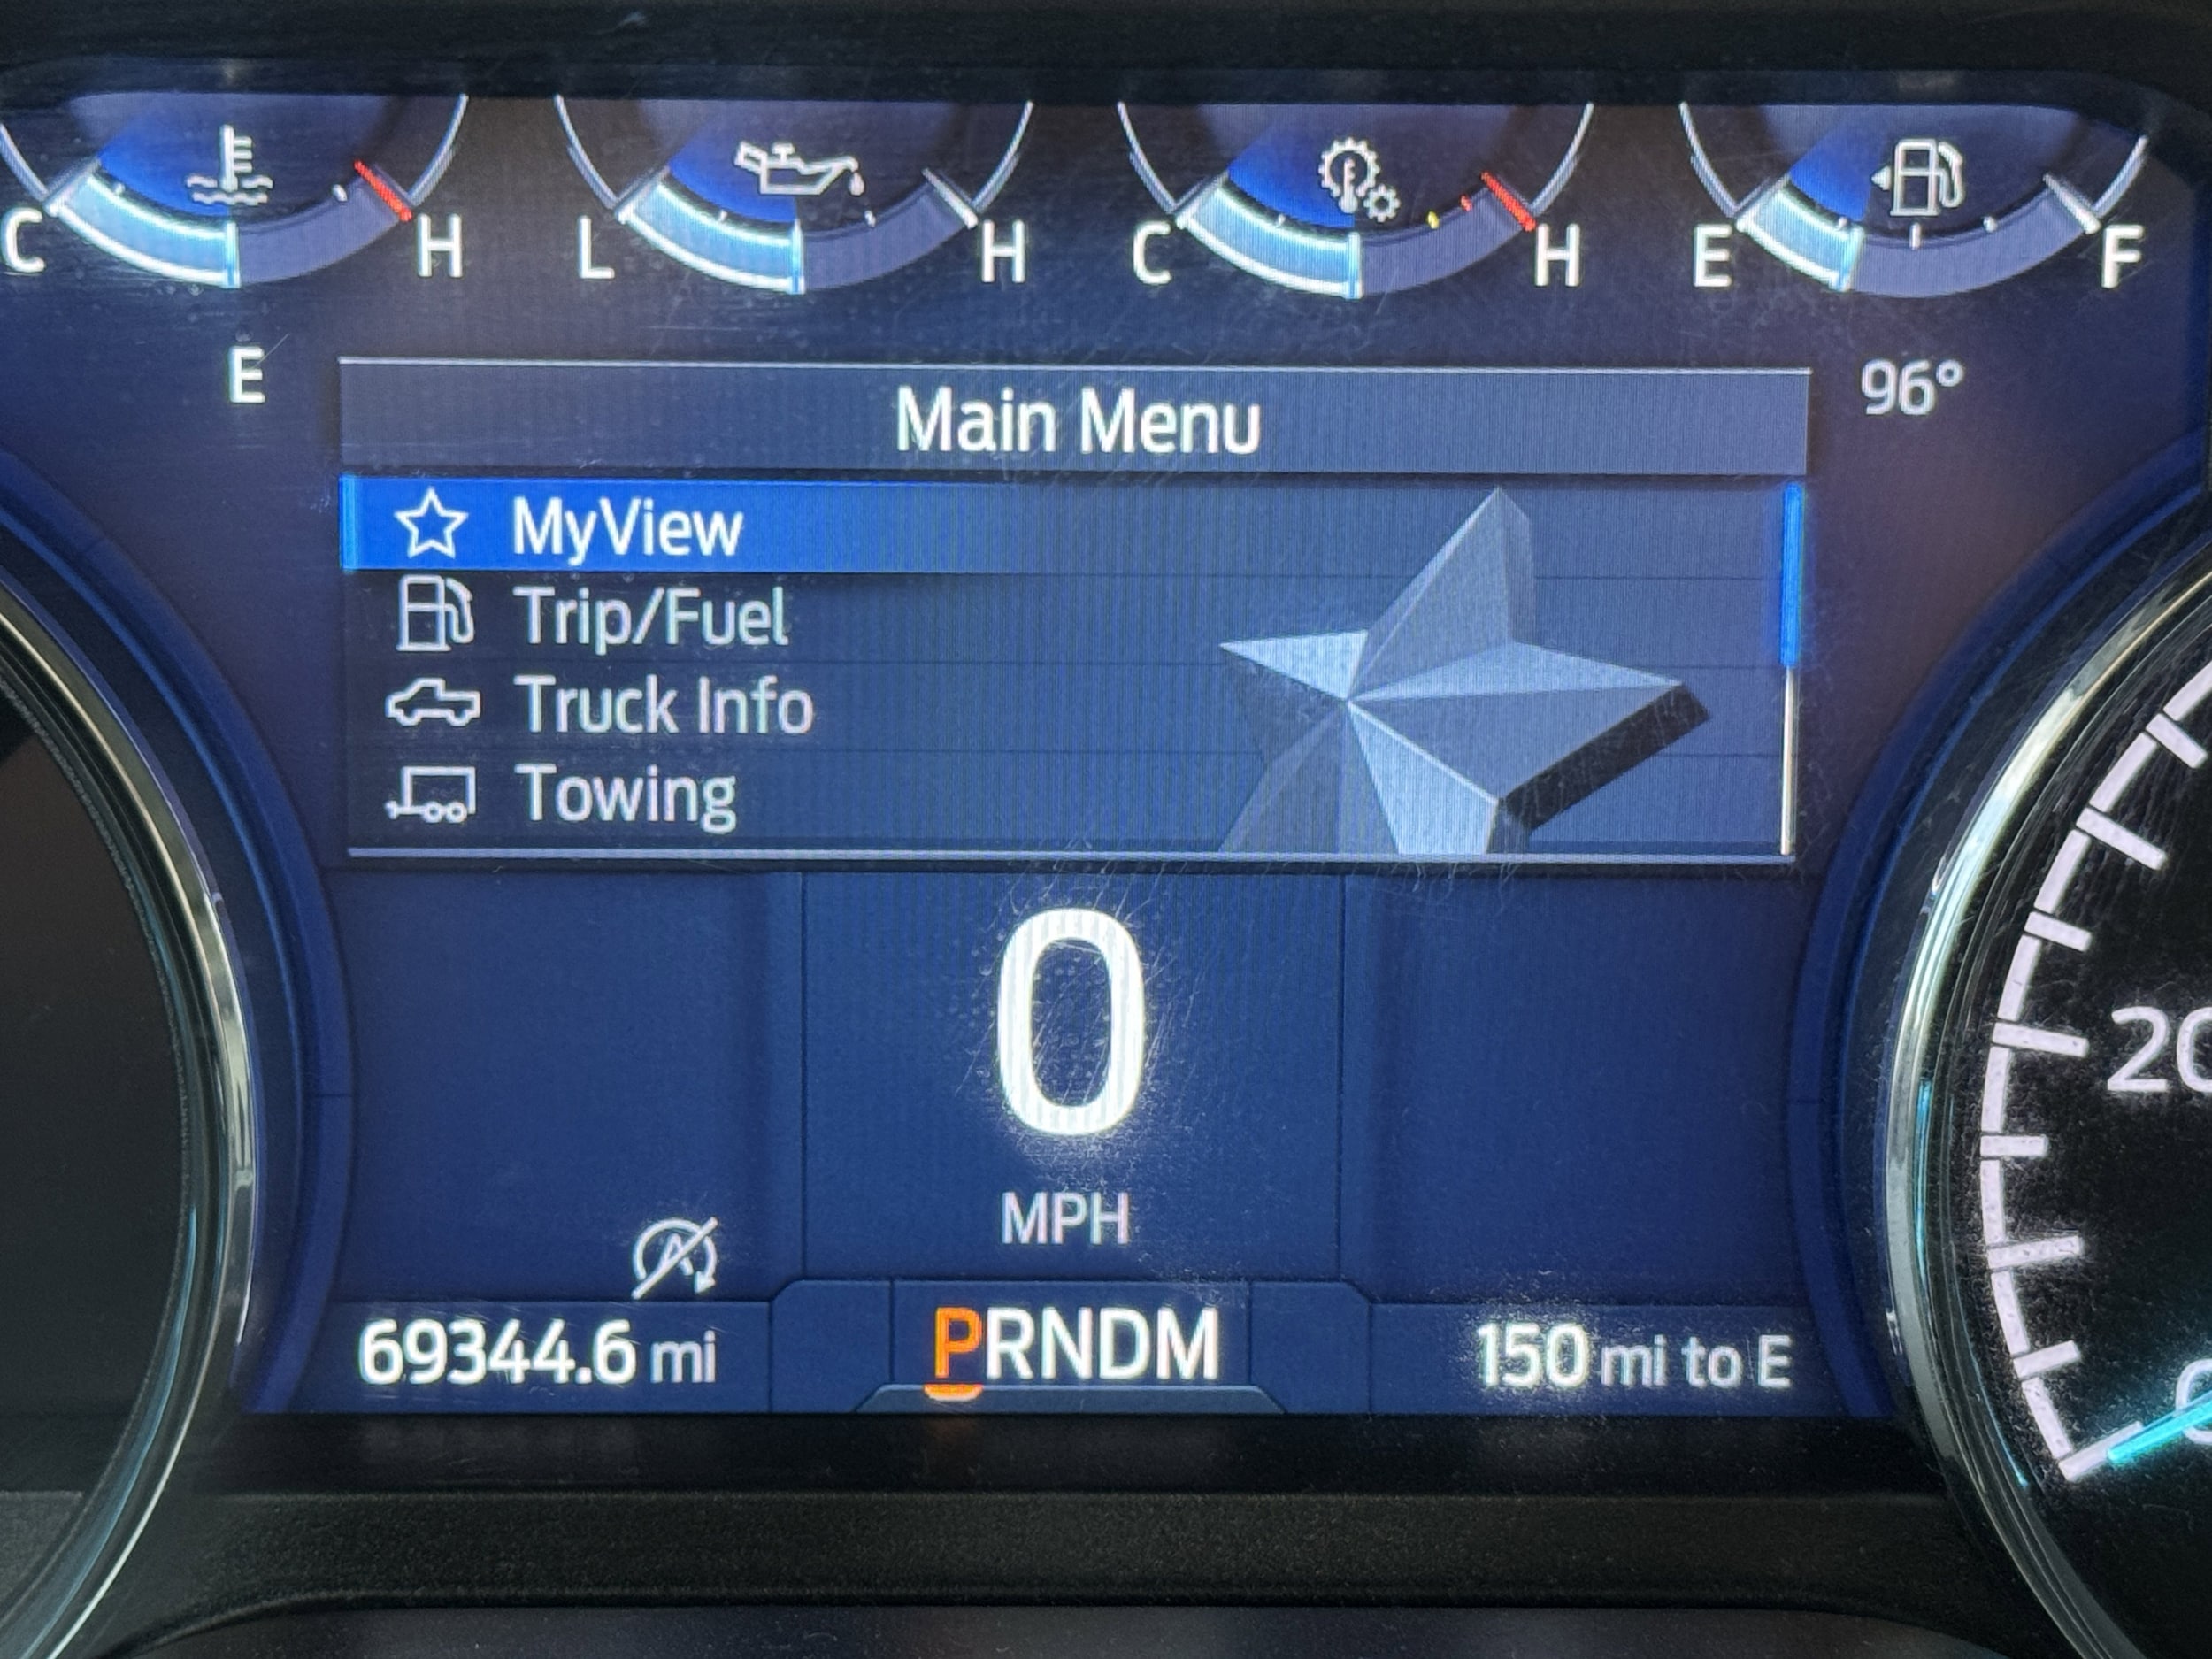 C H L H C H E F
E 96°
Main Menu
MyView
Trip/Fuel
Truck Info
Towing
0
MPH
69344.6 mi PRNDM 150 mi to E